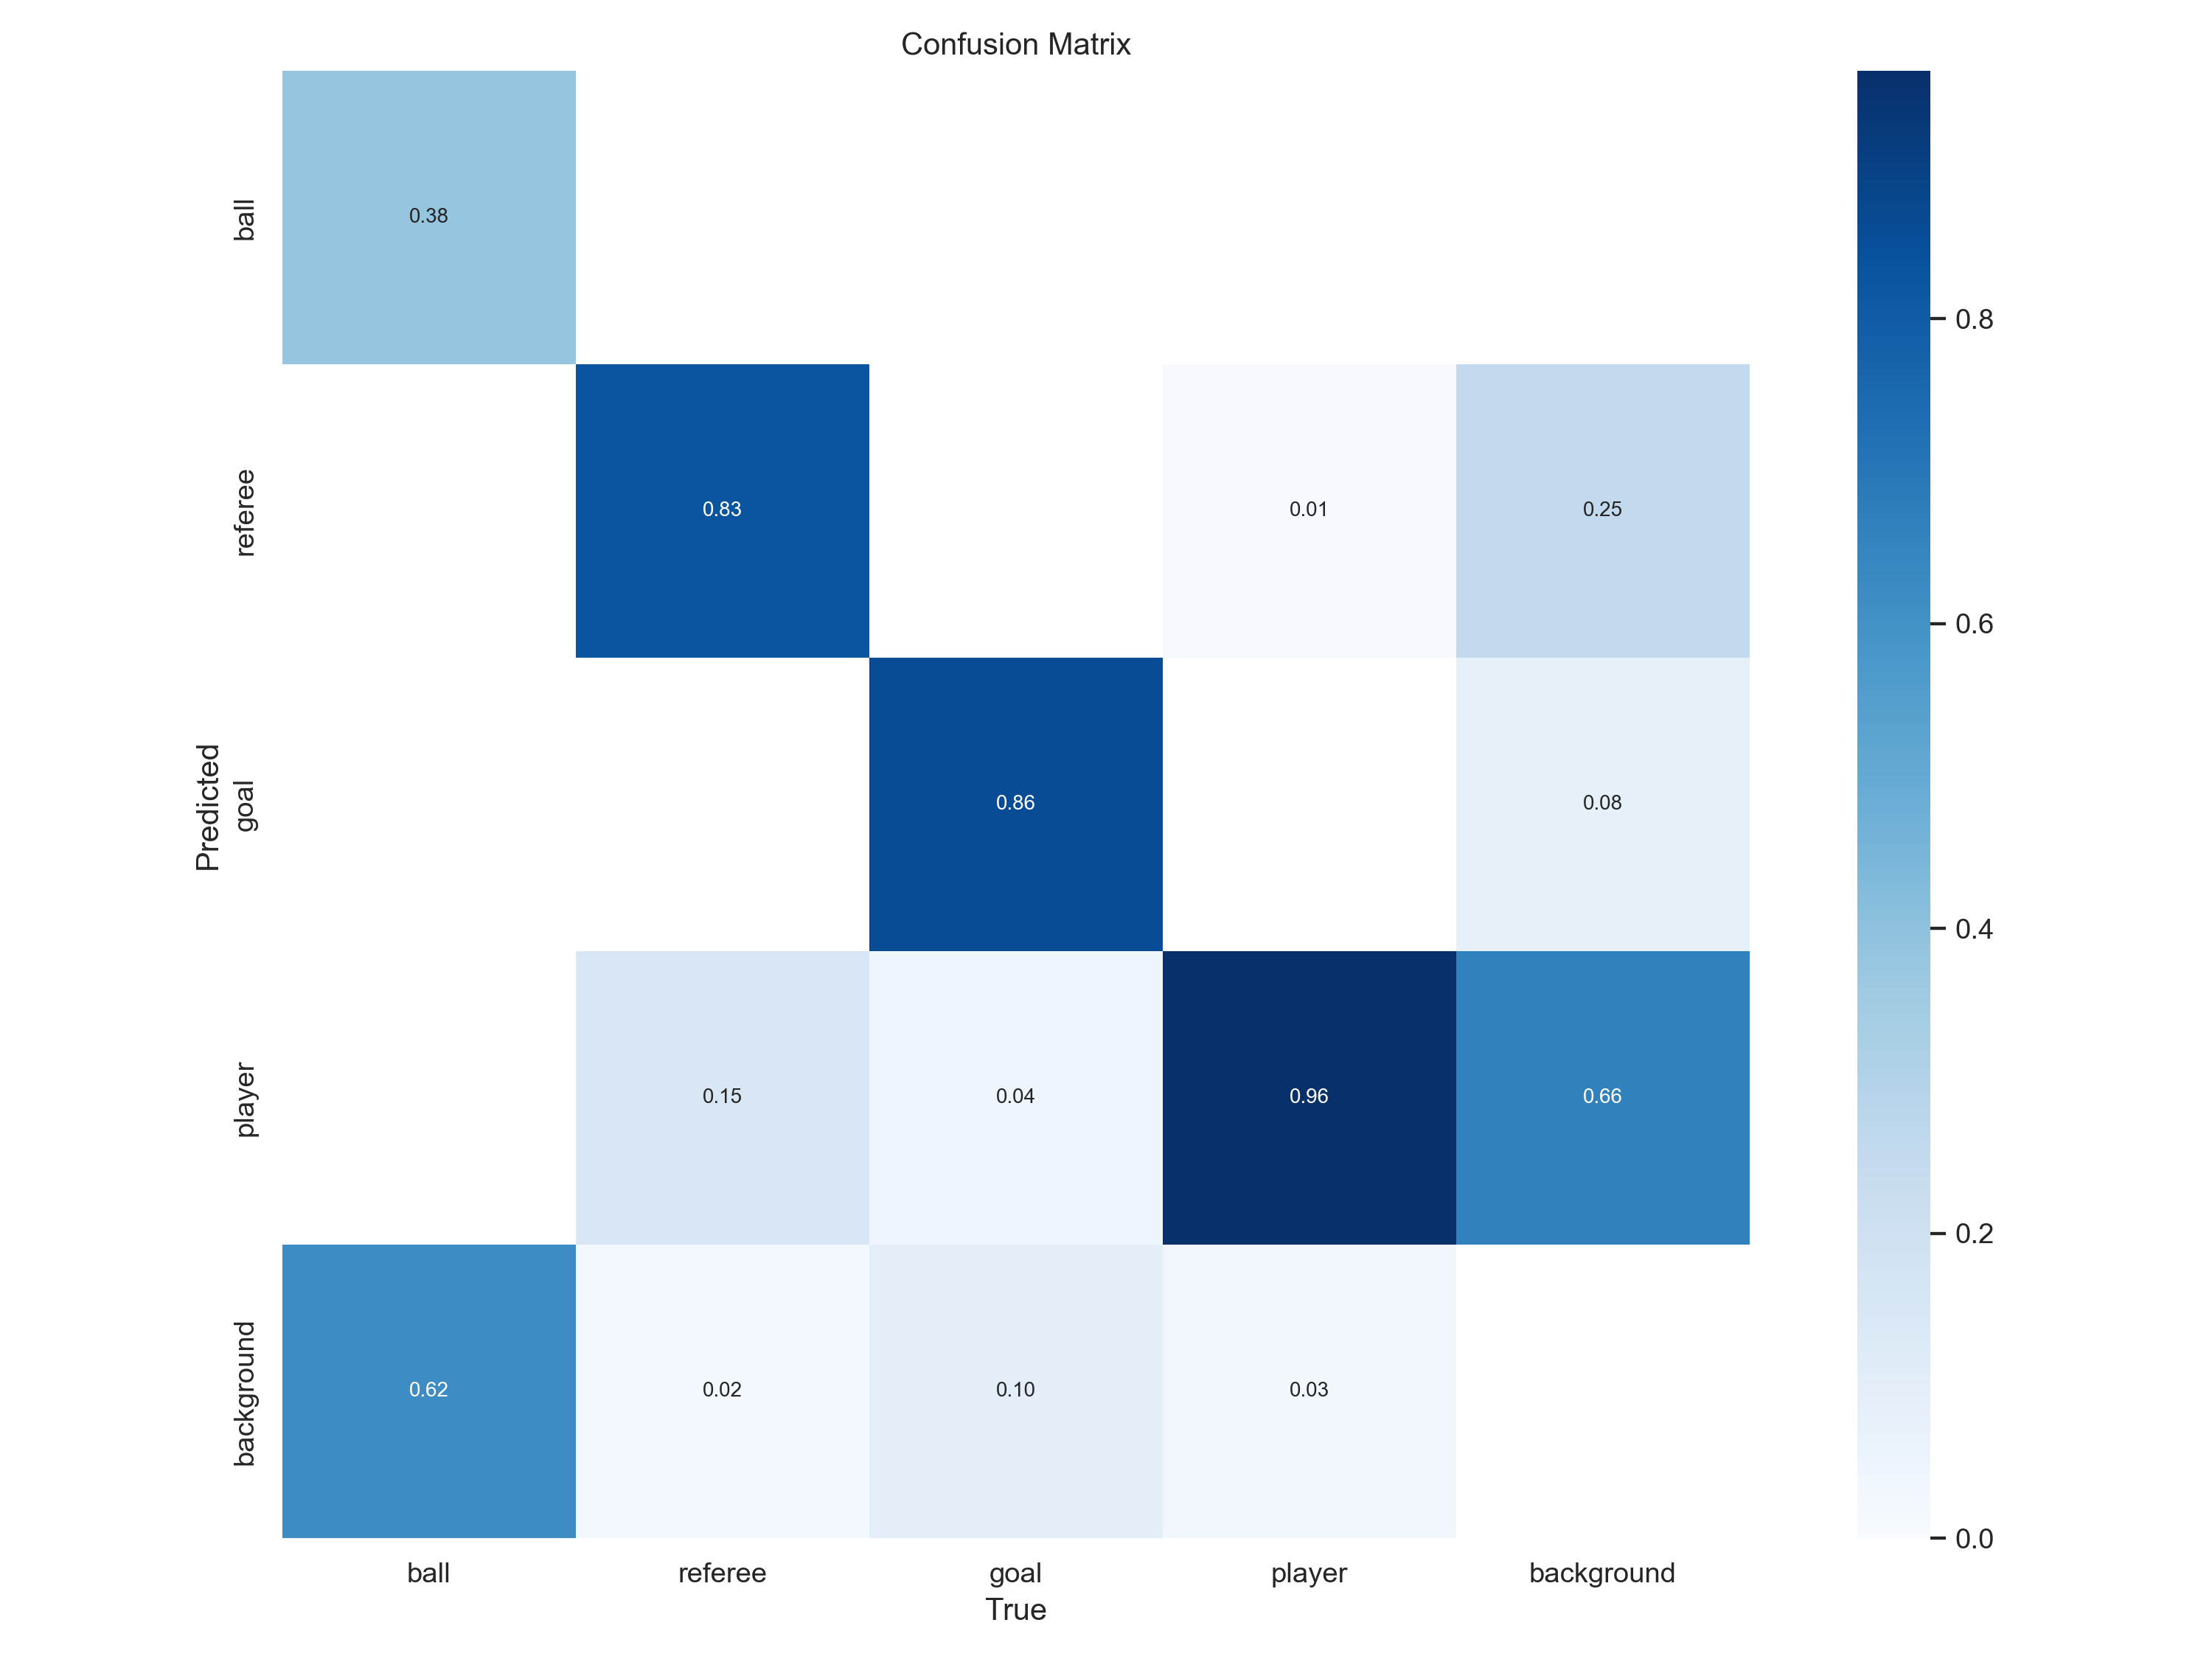 Confusion Matrix
Predicted
ball
0.38
referee
0.83
0.01
0.25
goal
0.86
0.08
player
0.15
0.04
0.96
0.66
background
0.62
0.02
0.10
0.03
ball
referee
goal
player
background
True
0.8
0.6
0.4
0.2
0.0